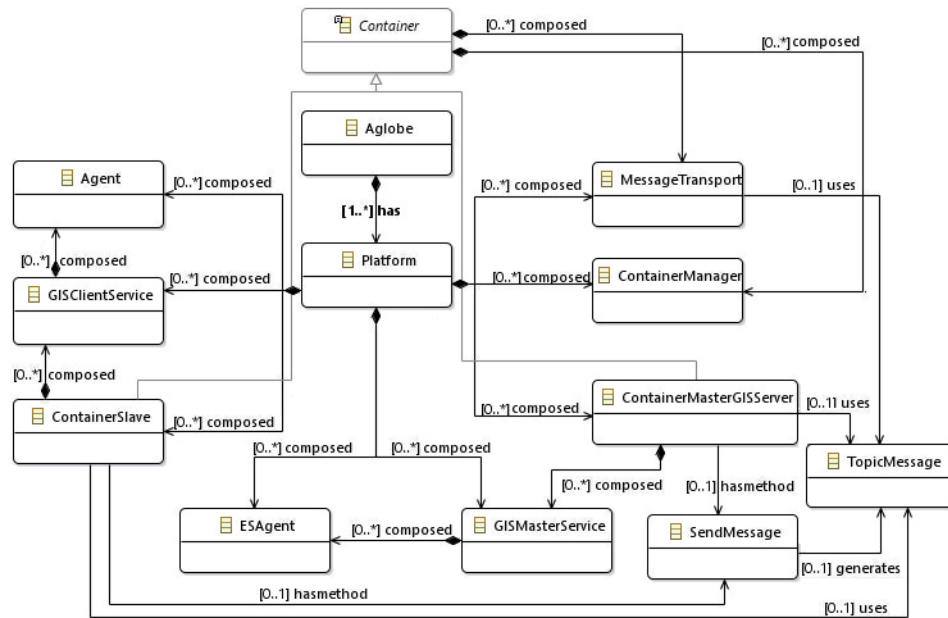 Container
[0..*] composed
[0..*] composed
Aglobe
Agent
[0..*] composed
[0..*] composed
MessageTransport
[0..1] uses
[1..*] has
[0..*] composed
Platform
[0..*] composed
[0..*] composed
ContainerManager
GISClientService
[0..*] composed
ContainerMasterGISServer
ContainerSlave
[0..*] composed
[0..*] composed
[0..1] uses
[0..*] composed
[0..*] composed
TopicMessage
[0..*] composed
[0..1] hasmethod
ESAgent
[0..*] composed
GISMasterService
SendMessage
[0..1] generates
[0..1] hasmethod
[0..1] uses